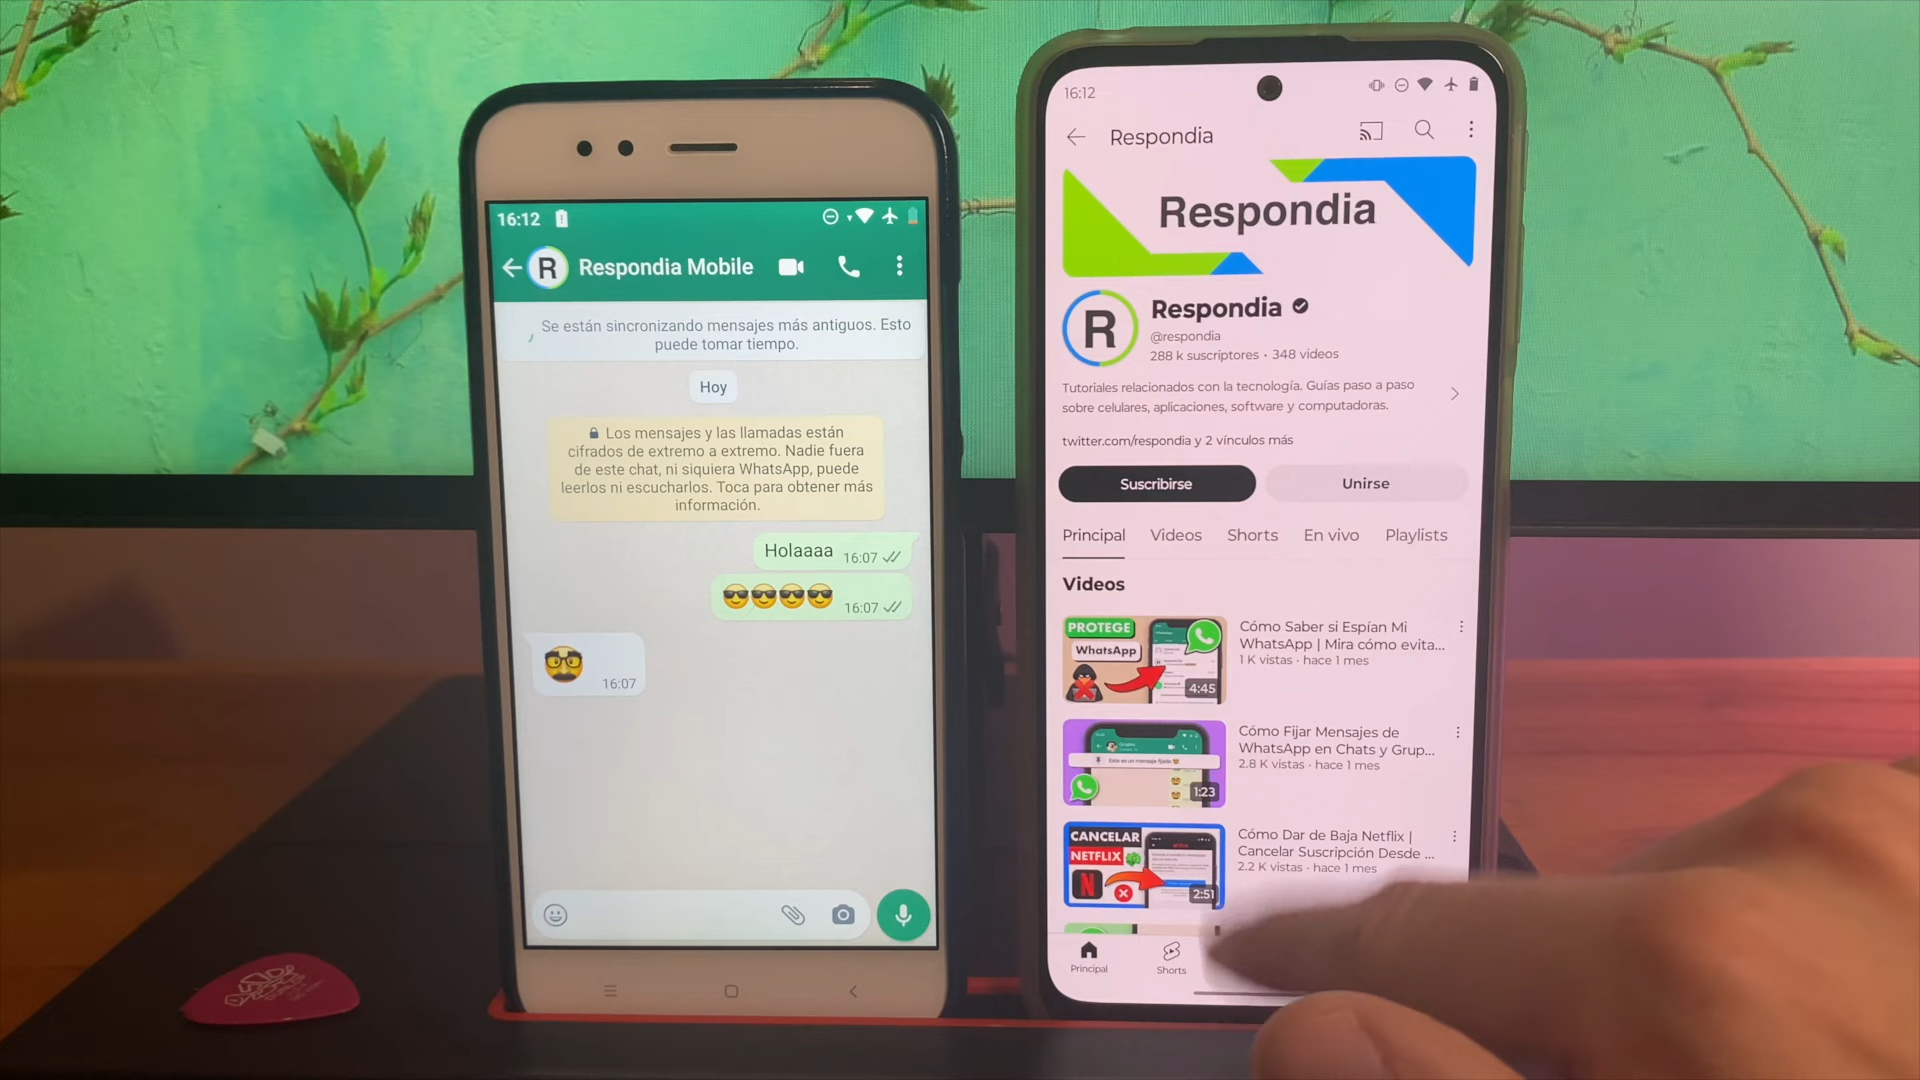 16:12
Respondia Mobile
Se están sincronizando mensajes más antiguos. Esto
puede tomar tiempo.
Hoy
Los mensajes y las llamadas están
cifrados de extremo a extremo. Nadie fuera
de este chat, ni siquiera WhatsApp, puede
leerlos ni escucharlos. Toca para obtener más
información.
Holaaaa 16:07
16:07
16:07
16:12
Respondia
Respondia
R
Respondia
@respondia
288 k suscriptores • 348 videos
Tutoriales relacionados con la tecnología. Guías paso a paso
sobre celulares, aplicaciones, software y computadoras.
twitter.com/respondia y 2 vínculos más
Suscribirse
Unirse
Principal Videos Shorts En vivo Playlists
Videos
PROTEGE
WhatsApp
4:45
Cómo Saber si Espían Mi
WhatsApp | Mira cómo evita...
1 K vistas · hace 1 mes
Este es un mensaje fijado
1:23
Cómo Fijar Mensajes de
WhatsApp en Chats y Grup...
2.8 K vistas · hace 1 mes
CANCELAR
NETFLIX
N
2:51
Cómo Dar de Baja Netflix |
Cancelar Suscripción Desde ...
2.2 K vistas · hace 1 mes
Principal
Shorts